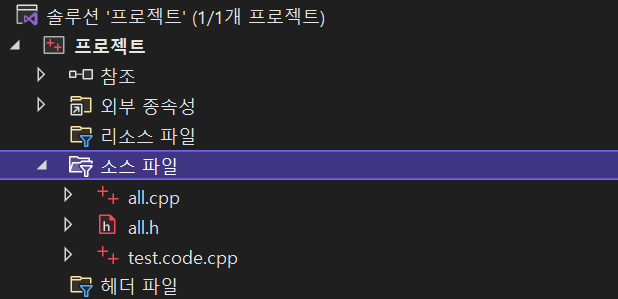 솔루션 '프로젝트' (1/1개 프로젝트)
프로젝트
참조
외부 종속성
리소스 파일
소스 파일
all.cpp
all.h
test.code.cpp
헤더 파일